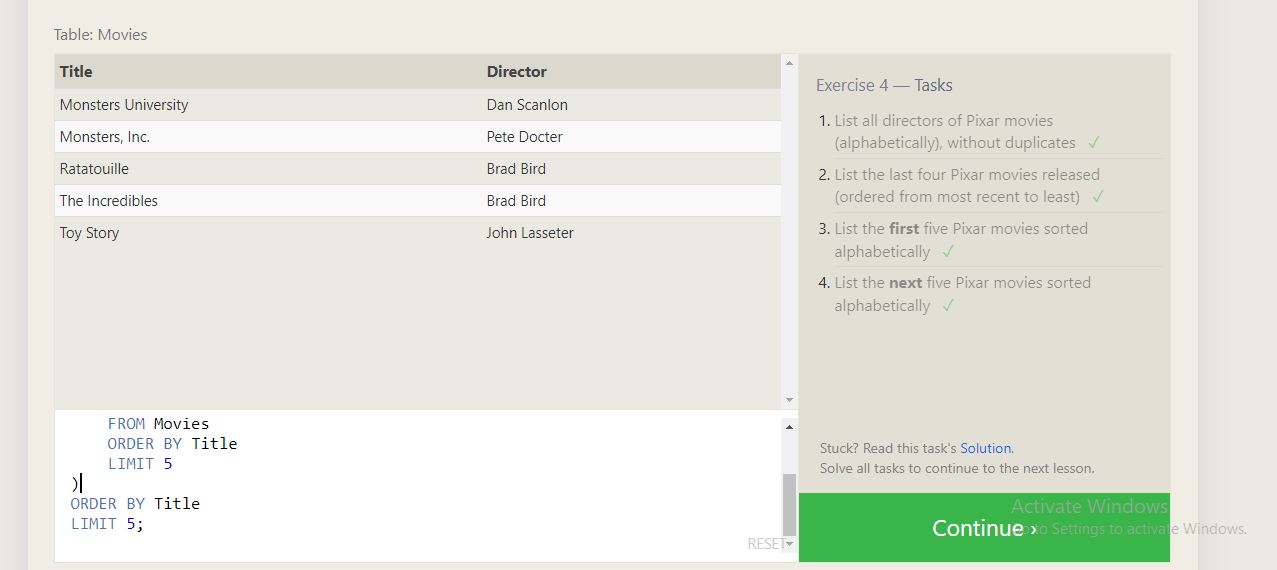 Table: Movies
Title Director
Monsters University Dan Scanlon
Monsters, Inc. Pete Docter
Ratatouille Brad Bird
The Incredibles Brad Bird
Toy Story John Lasseter
FROM Movies
ORDER BY Title
LIMIT 5
)
ORDER BY Title
LIMIT 5;
RESET
Exercise 4 — Tasks
1. List all directors of Pixar movies
(alphabetically), without duplicates ✓
2. List the last four Pixar movies released
(ordered from most recent to least) ✓
3. List the first five Pixar movies sorted
alphabetically ✓
4. List the next five Pixar movies sorted
alphabetically ✓
Stuck? Read this task's Solution.
Solve all tasks to continue to the next lesson.
Continue ›
Activate Windows
Go to Settings to activate Windows.